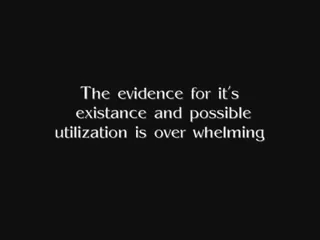 The evidence for it's
existance and possible
utilization is over whelming